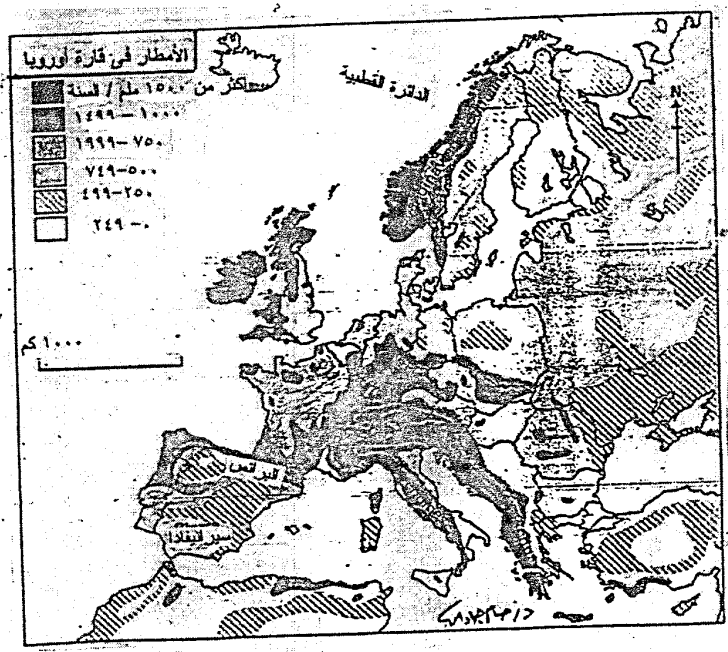 الأمطار في قارة أوروبا
أكثر من ١٥٠٠ ملم / السنة
١٠٠٠-١٤٩٩
٧٥٠-١٩٩٩
٥٠٠-٧٤٩
٢٥٠-٤٩٩
٠-٢٤٩
الدائرة القطبية
N
١٠٠٠ كم
البرانس
سيرانيفادا